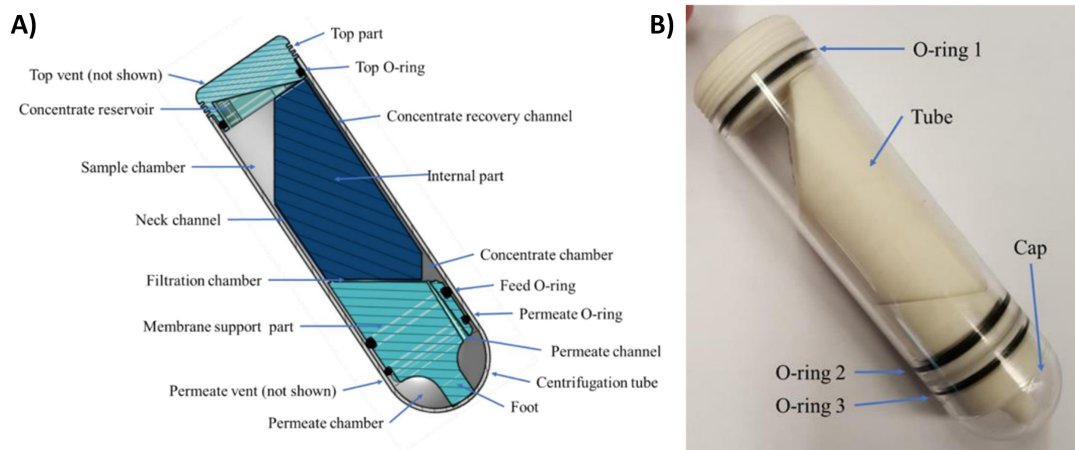 A)
Top part
Top vent (not shown)
Top O-ring
Concentrate reservoir
Concentrate recovery channel
Sample chamber
Internal part
Neck channel
Concentrate chamber
Filtration chamber
Feed O-ring
Membrane support part
Permeate O-ring
Permeate channel
Permeate vent (not shown)
Centrifugation tube
Foot
Permeate chamber
B)
O-ring 1
Tube
Cap
O-ring 2
O-ring 3